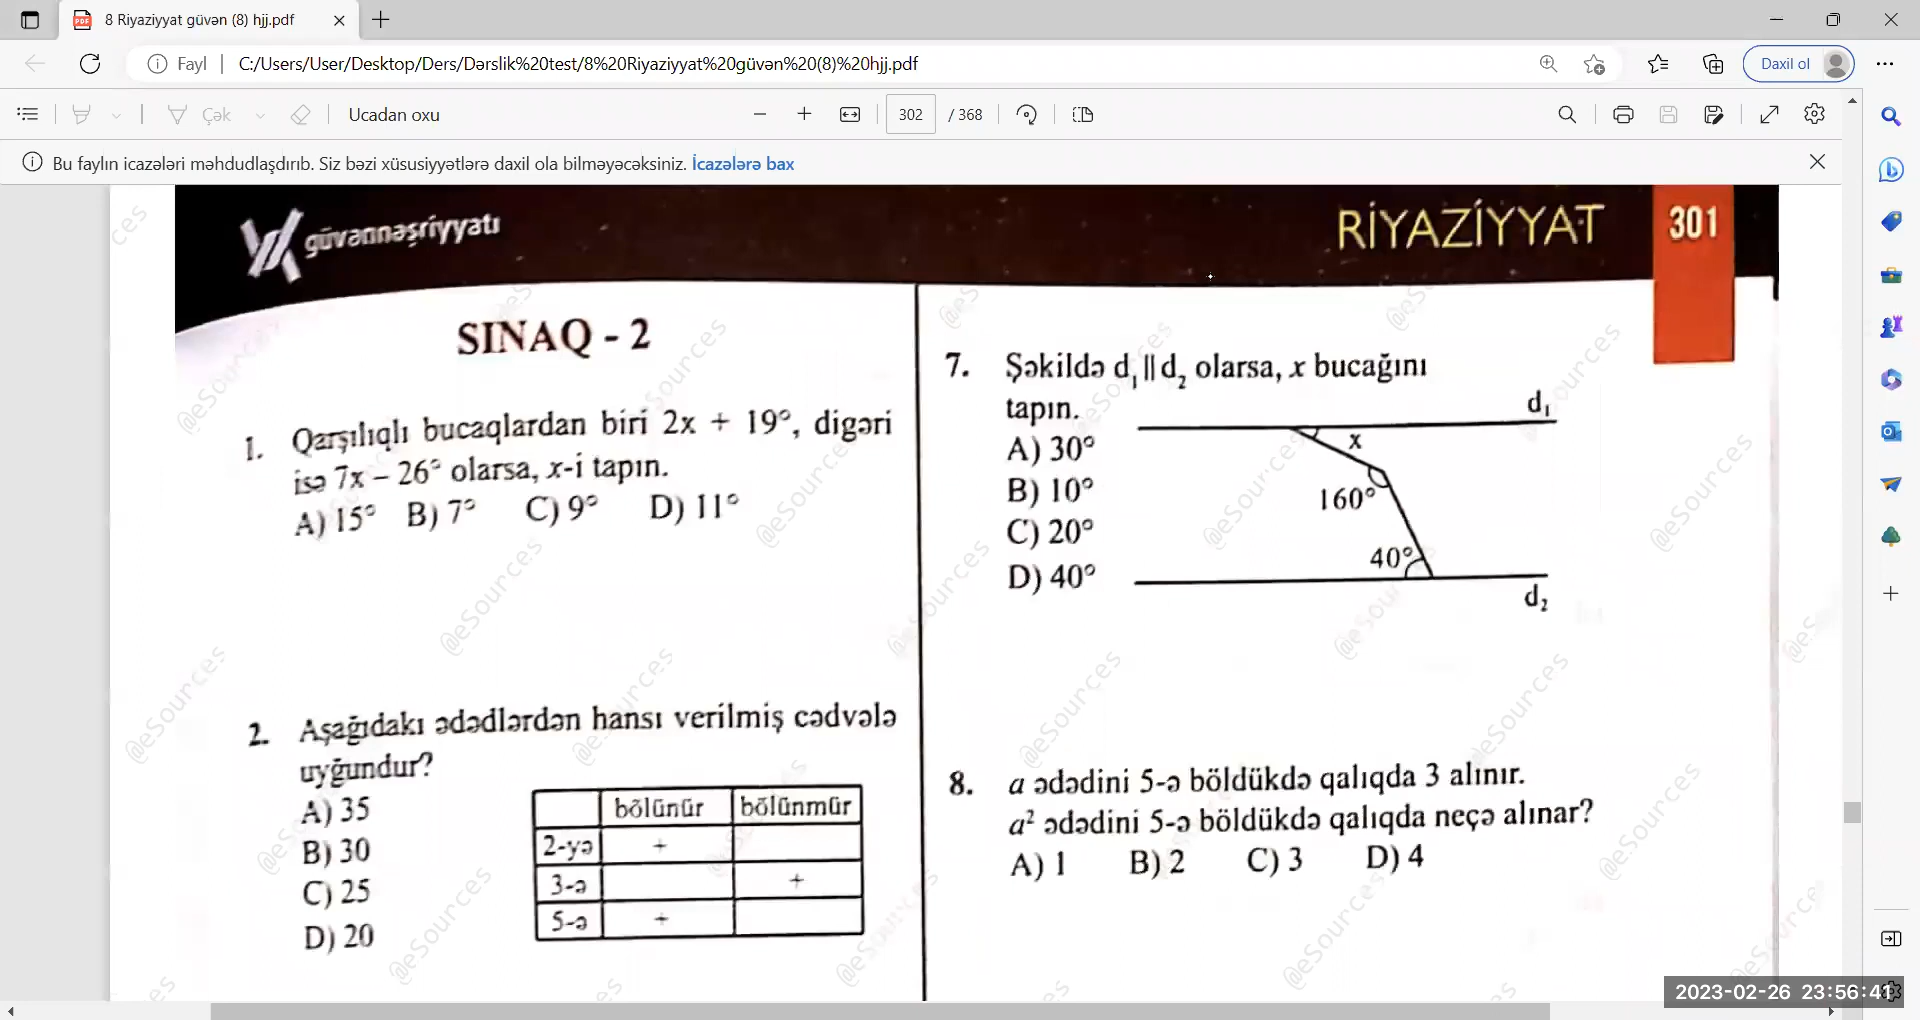 8 Riyaziyyat güvən (8) hjj.pdf
Fayl
C:/Users/User/Desktop/Ders/Dərslik%20test/8%20Riyaziyyat%20güvən%20(8)%20hjj.pdf
Daxil ol
Çək
Ucadan oxu
302 / 368
Bu faylın icazələri məhdudlaşdırıb. Siz bəzi xüsusiyyətlərə daxil ola bilməyəcəksiniz. İcazələrə bax
güvənnəşriyyatı
RİYAZİYYAT
301
SINAQ - 2
1. Qarşılıqlı bucaqlardan biri 2x + 19°, digəri
isə 7x – 26° olarsa, x-i tapın.
A) 15° B) 7° C) 9° D) 11°
2. Aşağıdakı ədədlərdən hansı verilmiş cədvələ
uyğundur?
A) 35
B) 30
C) 25
D) 20
bölünür bölünmür
2-yə +
3-ə +
5-ə +
7. Şəkildə d₁ || d₂ olarsa, x bucağını
tapın.
A) 30°
B) 10°
C) 20°
D) 40°
d₁
x
160°
40°
d₂
8. a ədədini 5-ə böldükdə qalıqda 3 alınır.
a² ədədini 5-ə böldükdə qalıqda neçə alınar?
A) 1 B) 2 C) 3 D) 4
@eSources
2023-02-26 23:56:41